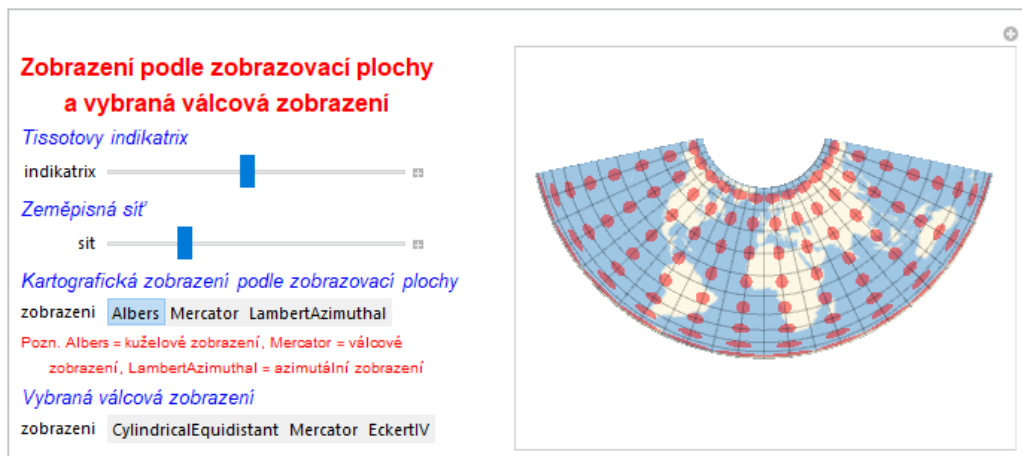 Zobrazení podle zobrazovací plochy
a vybraná válcová zobrazení
Tissotovy indikatrix
indikatrix
Zeměpisná síť
sit
Kartografická zobrazení podle zobrazovací plochy
zobrazeni Albers Mercator LambertAzimuthal
Pozn. Albers = kuželové zobrazení, Mercator = válcové
zobrazení, LambertAzimuthal = azimutální zobrazení
Vybraná válcová zobrazení
zobrazeni CylindricalEquidistant Mercator EckertIV